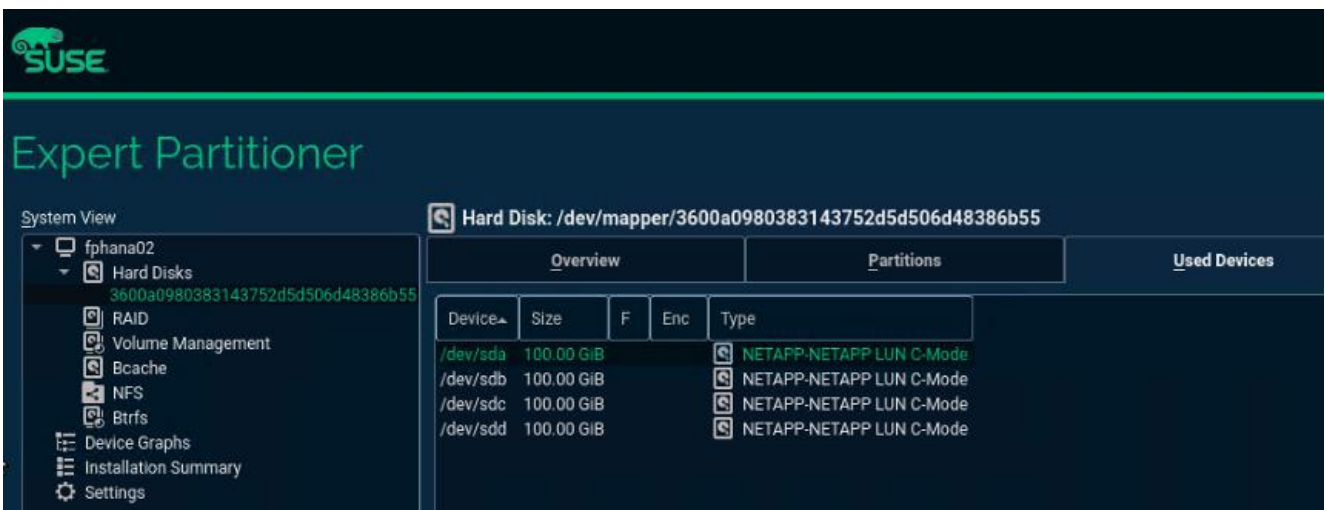 SUSE
Expert Partitioner
System View
fphana02
Hard Disks
3600a0980383143752d5d506d48386b55
RAID
Volume Management
Bcache
NFS
Btrfs
Device Graphs
Installation Summary
Settings
Hard Disk: /dev/mapper/3600a0980383143752d5d506d48386b55
Overview Partitions Used Devices
Device Size F Enc Type
/dev/sda 100.00 GiB NETAPP-NETAPP LUN C-Mode
/dev/sdb 100.00 GiB NETAPP-NETAPP LUN C-Mode
/dev/sdc 100.00 GiB NETAPP-NETAPP LUN C-Mode
/dev/sdd 100.00 GiB NETAPP-NETAPP LUN C-Mode